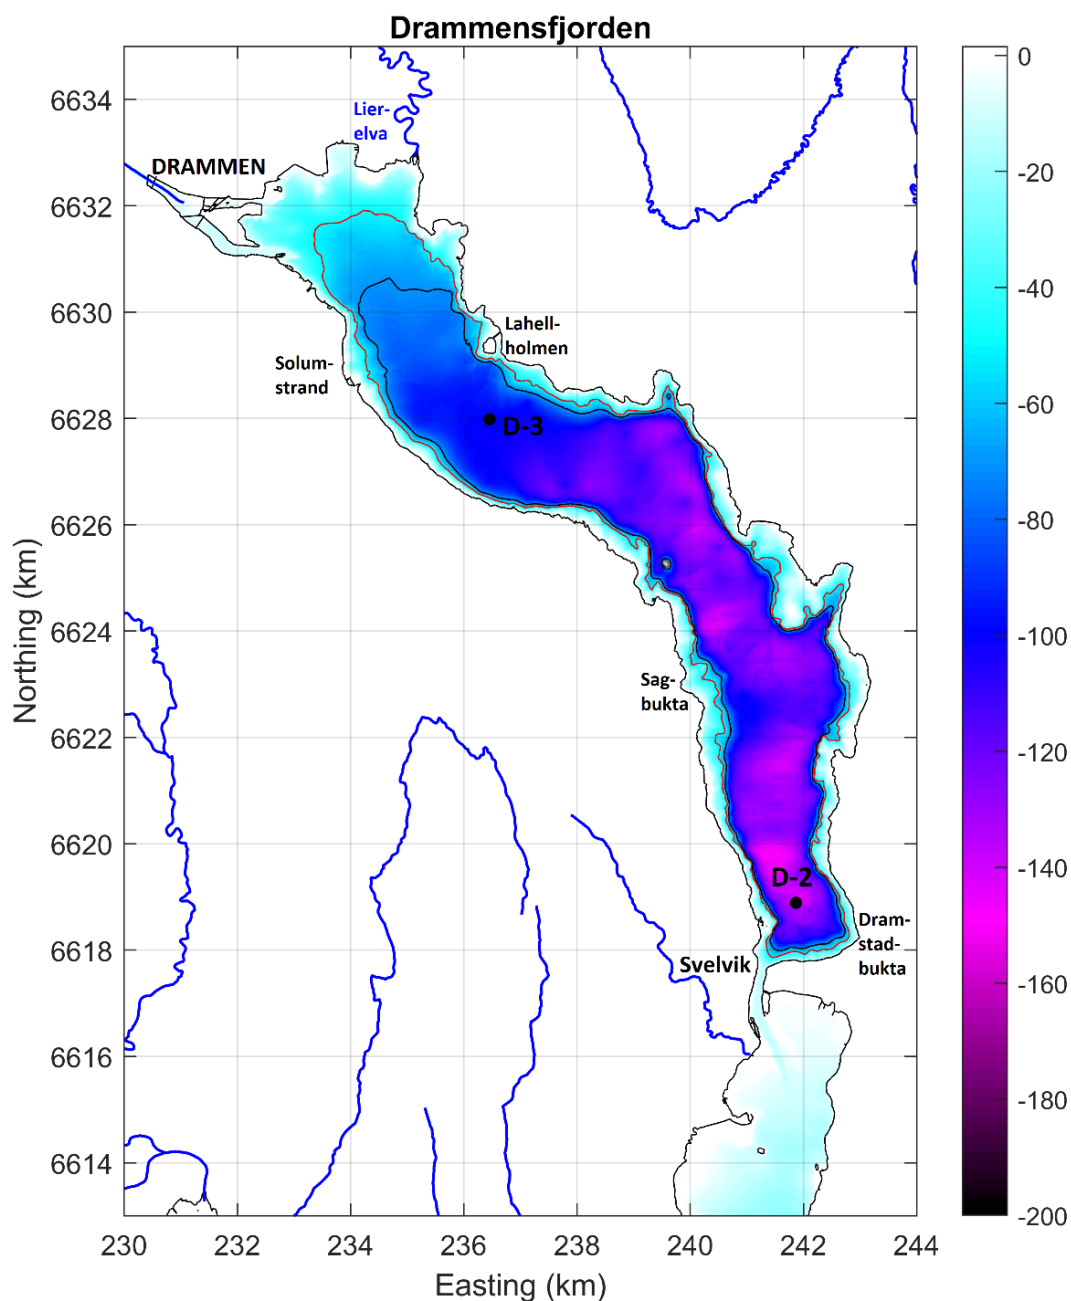 Drammensfjorden
Northing (km)
6634
6632
6630
6628
6626
6624
6622
6620
6618
6616
6614
DRAMMEN
Lier-
elva
Lahell-
holmen
Solum-
strand
D-3
Sag-
bukta
D-2
Dram-
stad-
bukta
Svelvik
230
232
234
236
238
240
242
244
Easting (km)
0
-20
-40
-60
-80
-100
-120
-140
-160
-180
-200